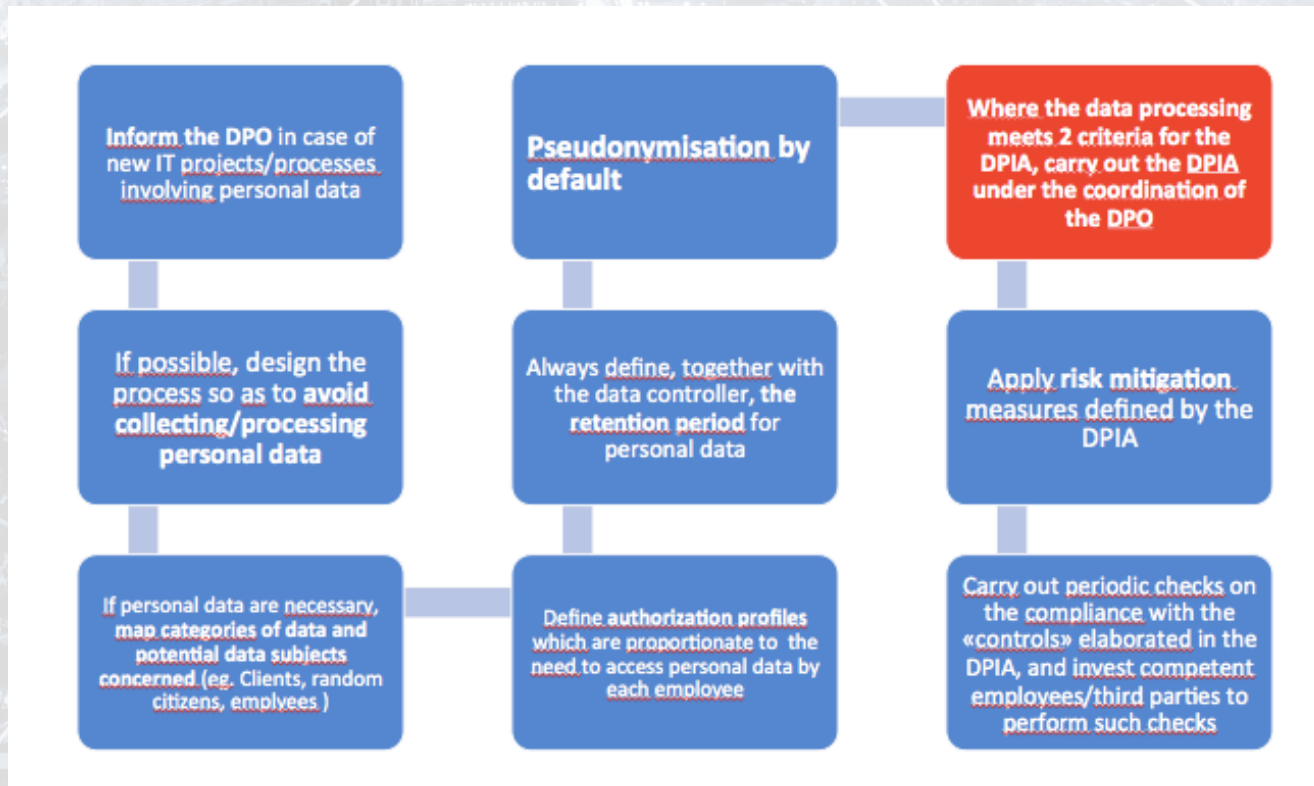 Inform the DPO in case of
new IT projects/processes
involving personal data
If possible, design the
process so as to avoid
collecting/processing
personal data
If personal data are necessary,
map categories of data and
potential data subjects
concerned (eg. Clients, random
citizens, emplyees )
Define authorization profiles
which are proportionate to the
need to access personal data by
each employee
Always define, together with
the data controller, the
retention period for
personal data
Pseudonymisation by
default
Where the data processing
meets 2 criteria for the
DPIA, carry out the DPIA
under the coordination of
the DPO
Apply risk mitigation
measures defined by the
DPIA
Carry out periodic checks on
the compliance with the
«controls» elaborated in the
DPIA, and invest competent
employees/third parties to
perform such checks